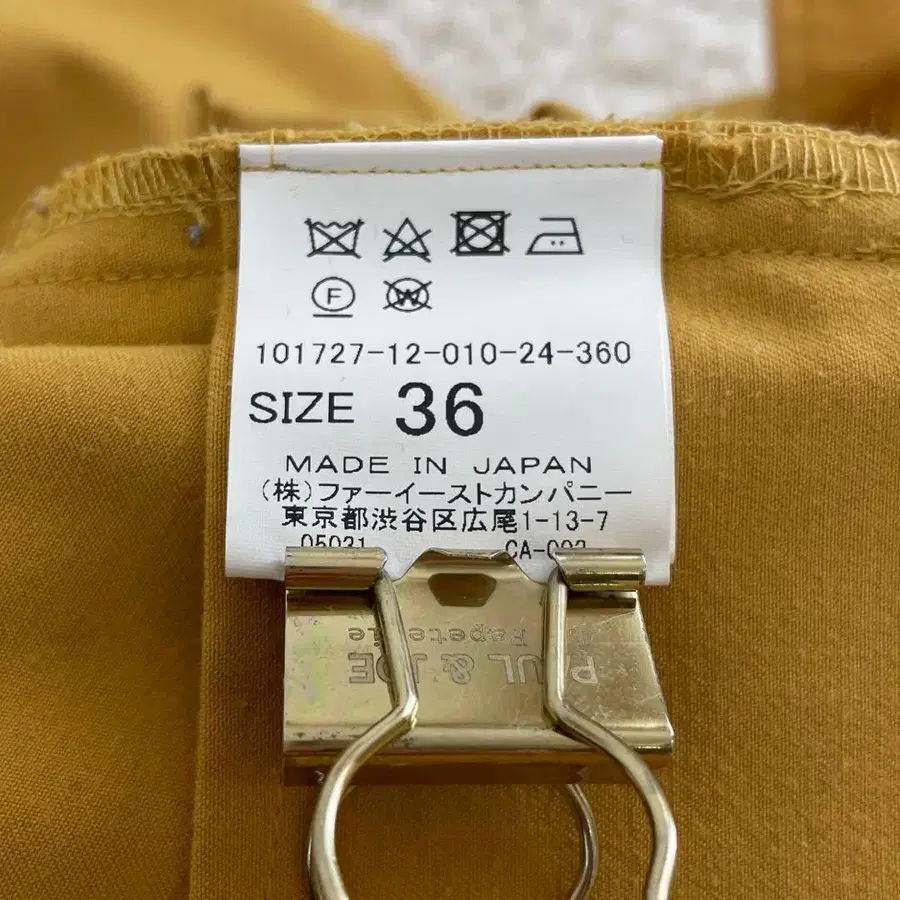 F W
101727-12-010-24-360
SIZE 36
MADE IN JAPAN
(株)ファーイーストカンパニー
東京都渋谷区広尾1-13-7
05031
PAUL & JOE